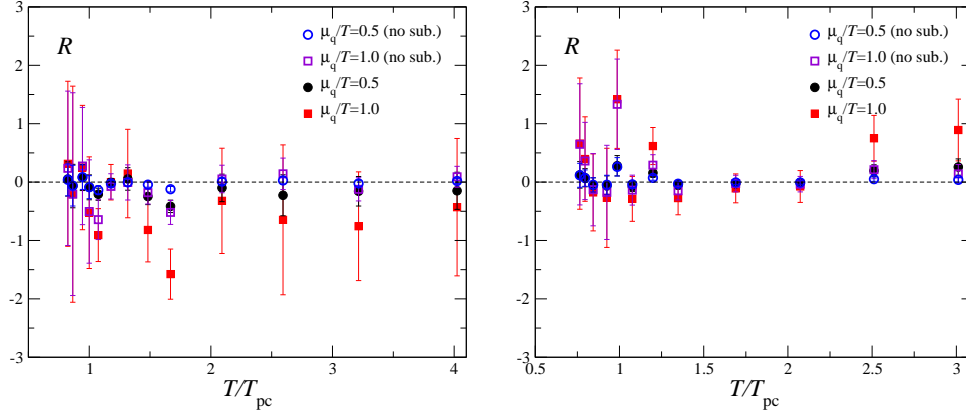 3
2
1
0
-1
-2
-3
R
μq/T=0.5 (no sub.)
μq/T=1.0 (no sub.)
μq/T=0.5
μq/T=1.0
1
2
3
4
T/Tpc
3
2
1
0
-1
-2
-3
R
μq/T=0.5 (no sub.)
μq/T=1.0 (no sub.)
μq/T=0.5
μq/T=1.0
0.5
1
1.5
2
2.5
3
T/Tpc